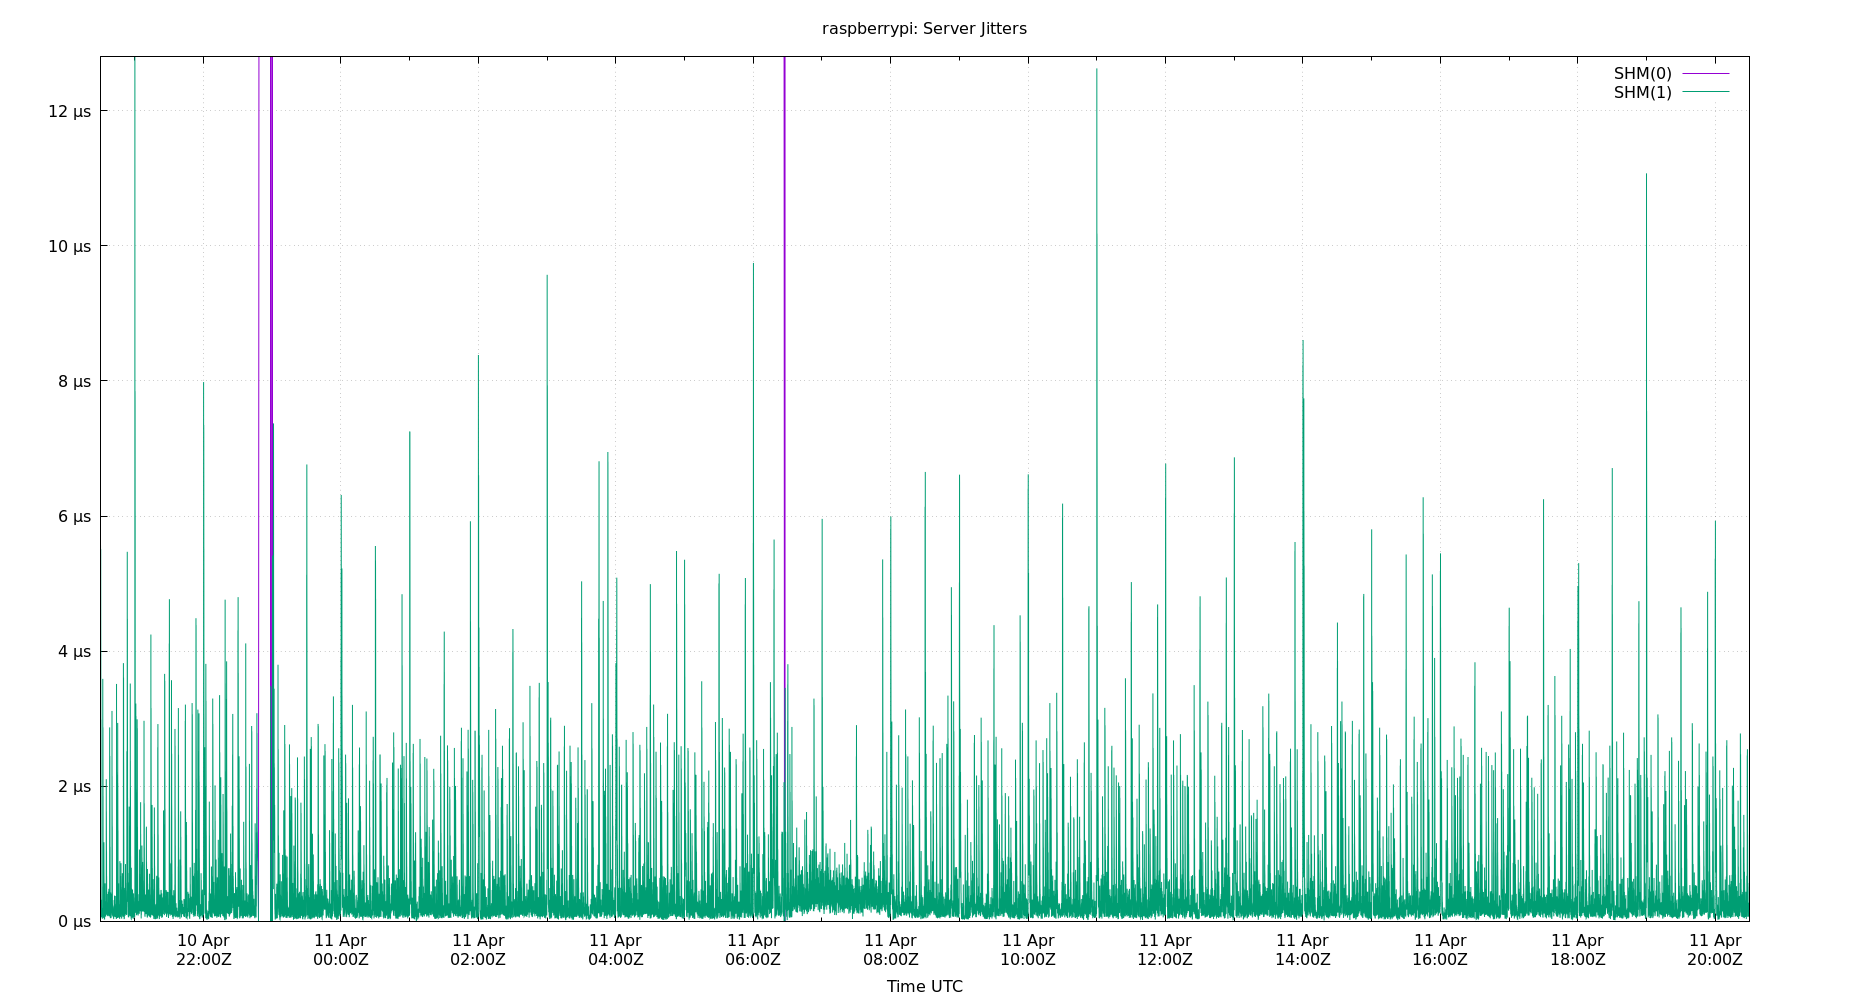 raspberrypi: Server Jitters
SHM(0)
SHM(1)
12 µs
10 µs
8 µs
6 µs
4 µs
2 µs
0 µs
10 Apr 11 Apr 11 Apr 11 Apr 11 Apr 11 Apr 11 Apr 11 Apr 11 Apr 11 Apr 11 Apr 11 Apr
22:00Z 00:00Z 02:00Z 04:00Z 06:00Z 08:00Z 10:00Z 12:00Z 14:00Z 16:00Z 18:00Z 20:00Z
Time UTC